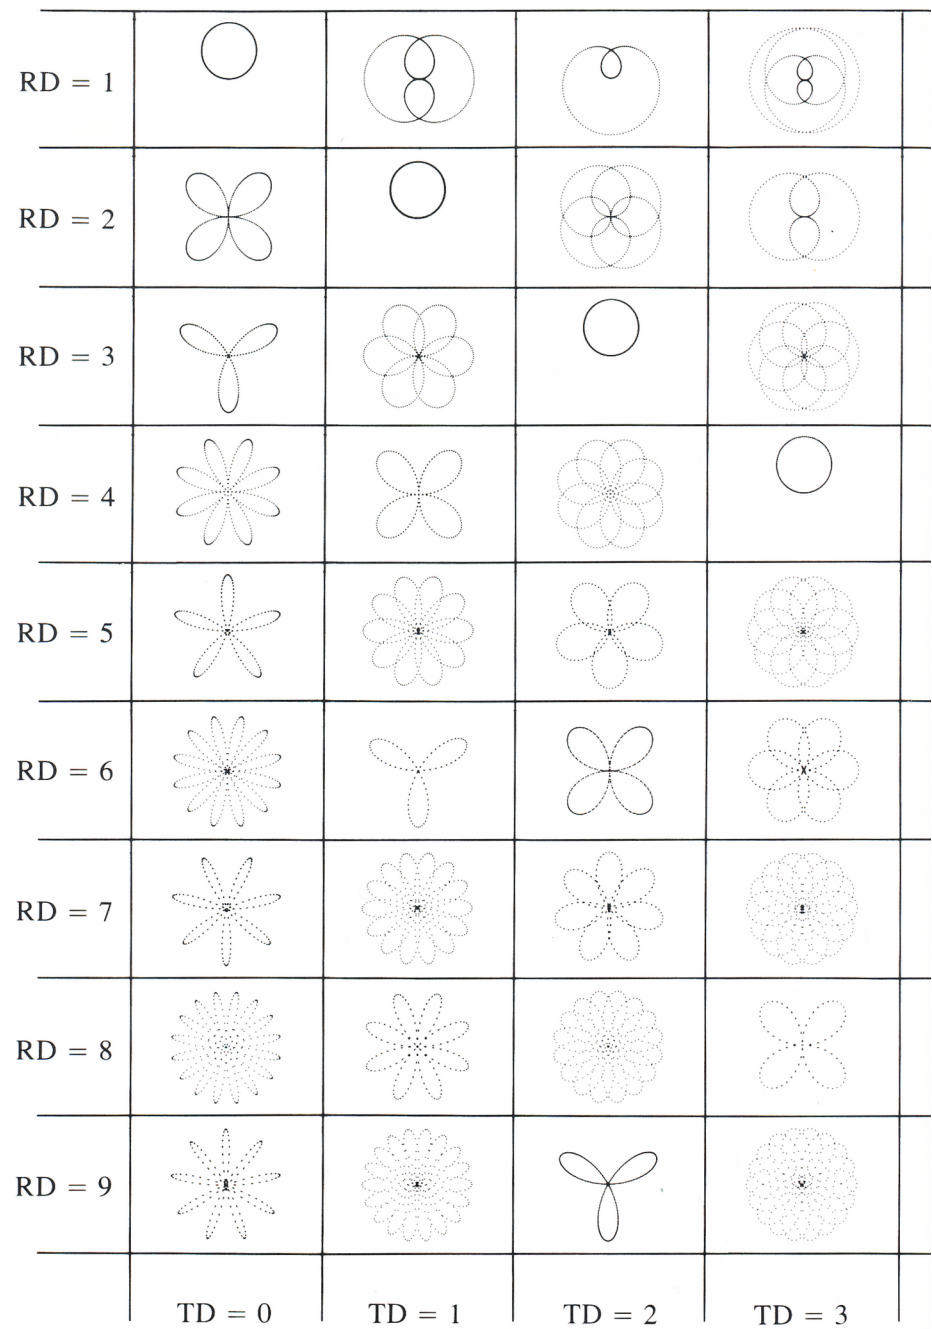 RD = 1
RD = 2
RD = 3
RD = 4
RD = 5
RD = 6
RD = 7
RD = 8
RD = 9
TD = 0 TD = 1 TD = 2 TD = 3